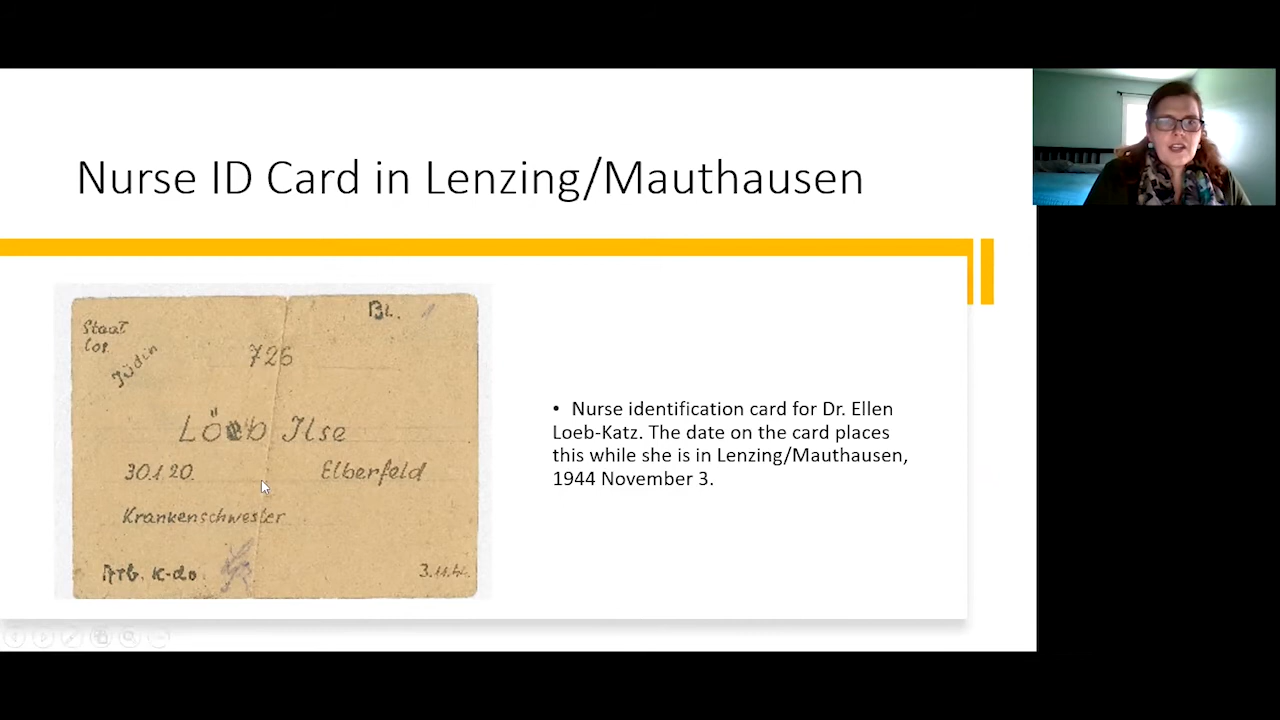 Nurse ID Card in Lenzing/Mauthausen
Bl.
Staat
los
Jüdin
726
Löeb Ilse
30.1.20. Elberfeld
Krankenschwester
Arb. K-do
3.11.44.
• Nurse identification card for Dr. Ellen
Loeb-Katz. The date on the card places
this while she is in Lenzing/Mauthausen,
1944 November 3.